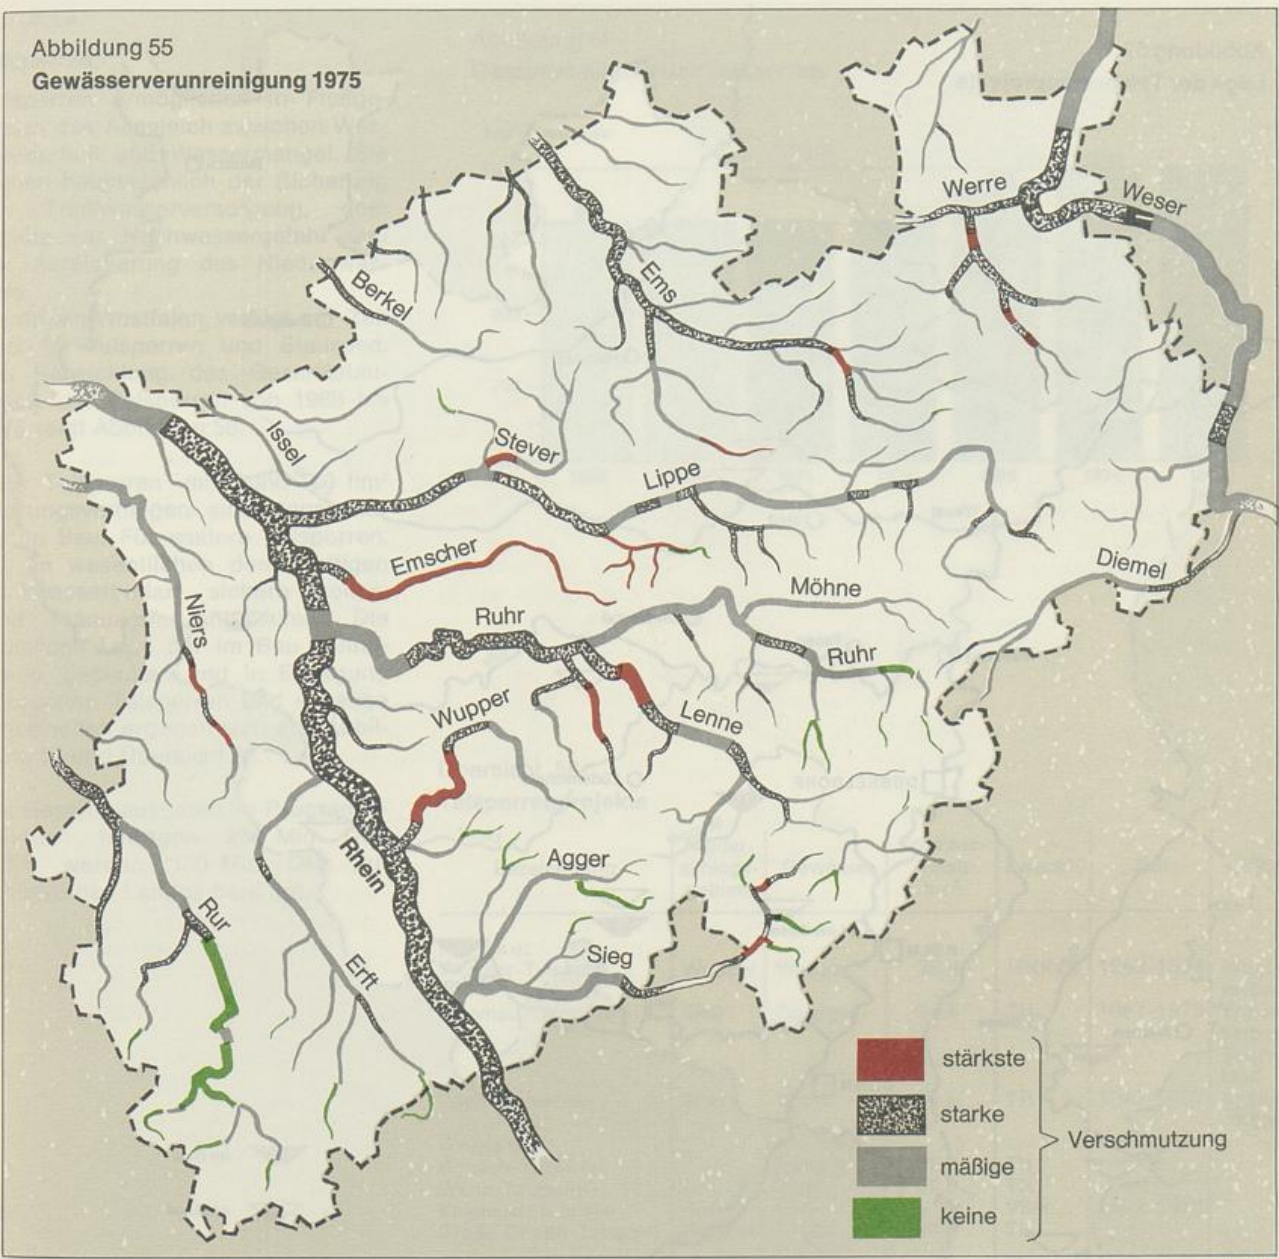 Abbildung 55
Gewässerverunreinigung 1975
Werre
Weser
Ems
Berkel
Issel
Stever
Lippe
Emscher
Diemel
Möhne
Niers
Ruhr
Ruhr
Wupper
Lenne
Rhein
Agger
Rur
Sieg
Erft
stärkste
starke
mäßige
keine
Verschmutzung